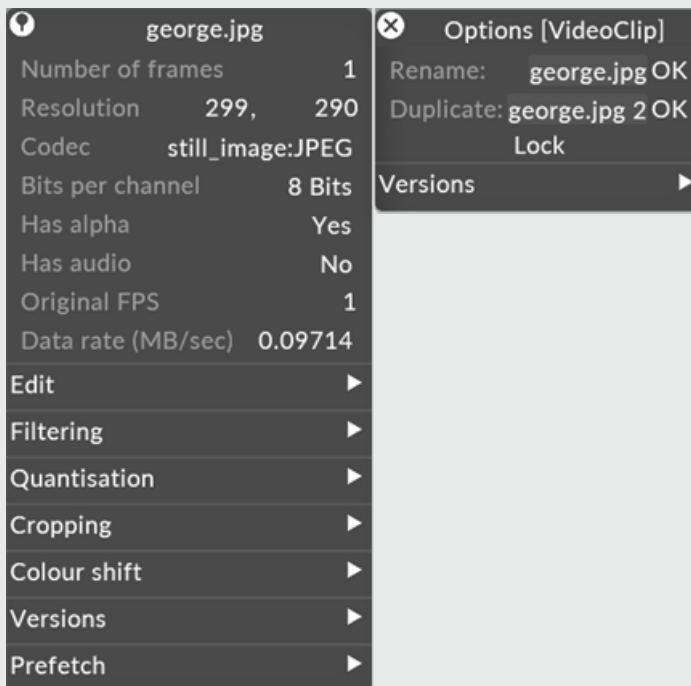 george.jpg
Number of frames 1
Resolution 299, 290
Codec still_image:JPEG
Bits per channel 8 Bits
Has alpha Yes
Has audio No
Original FPS 1
Data rate (MB/sec) 0.09714
Edit
Filtering
Quantisation
Cropping
Colour shift
Versions
Prefetch
Options [VideoClip]
Rename: george.jpg OK
Duplicate: george.jpg 2 OK
Lock
Versions